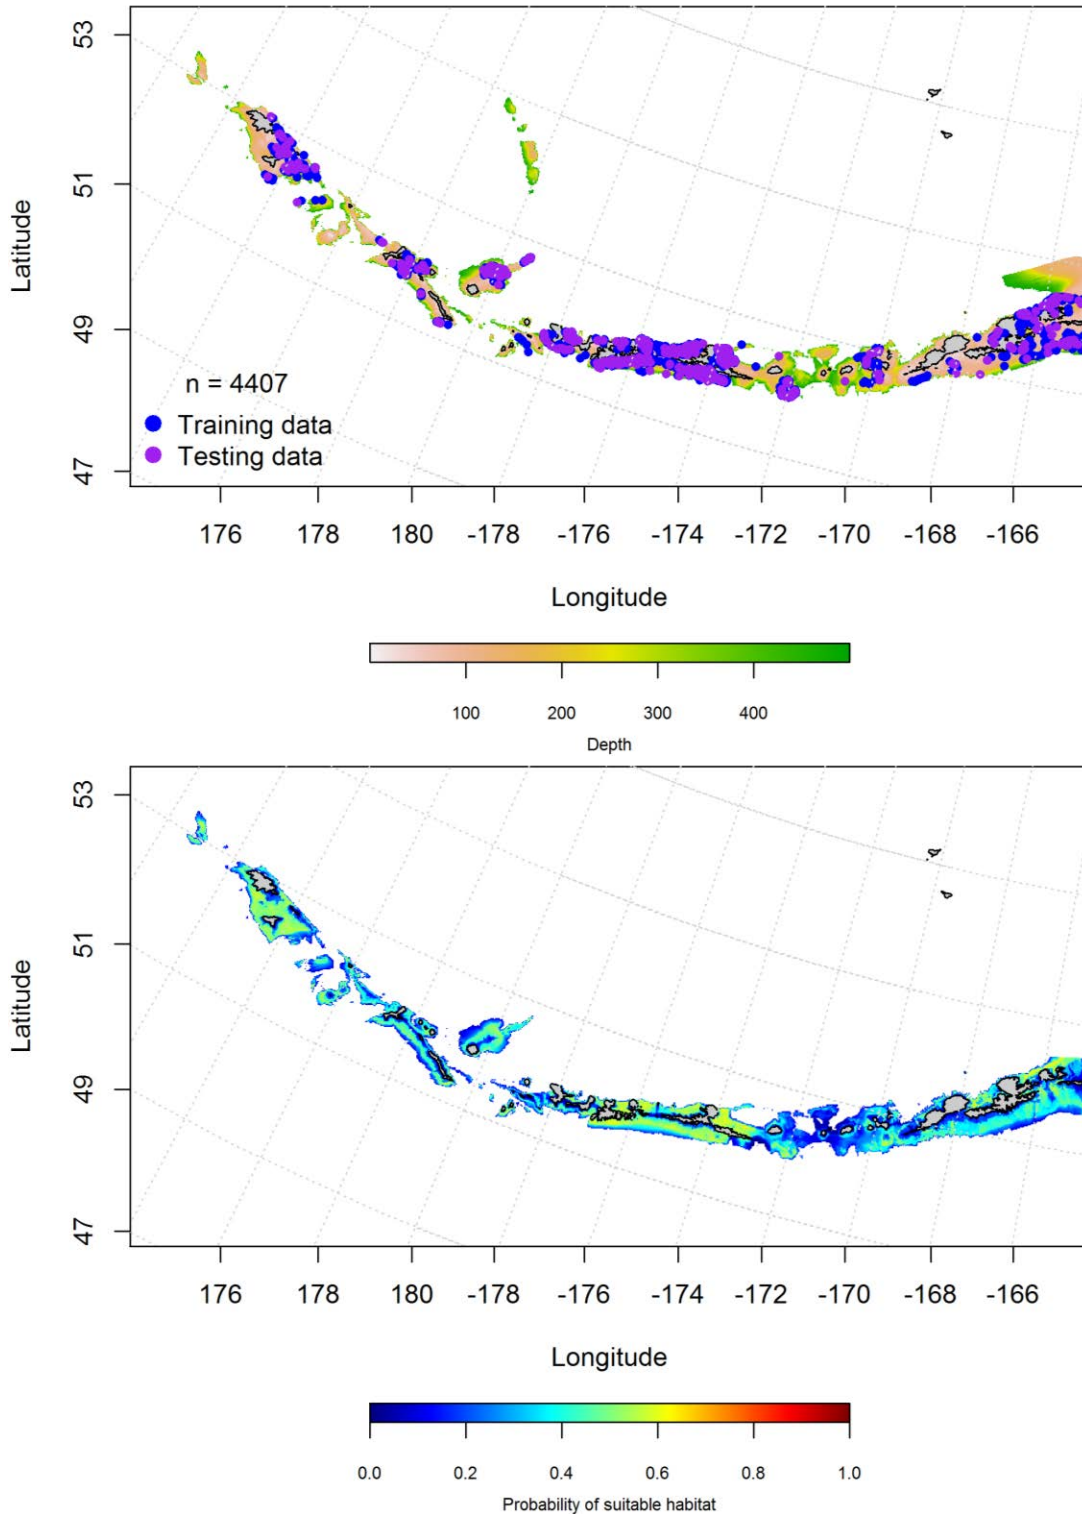 53
51
49
47
Latitude
n = 4407
Training data
Testing data
176 178 180 -178 -176 -174 -172 -170 -168 -166
Longitude
100 200 300 400
Depth
53
51
49
47
Latitude
176 178 180 -178 -176 -174 -172 -170 -168 -166
Longitude
0.0 0.2 0.4 0.6 0.8 1.0
Probability of suitable habitat